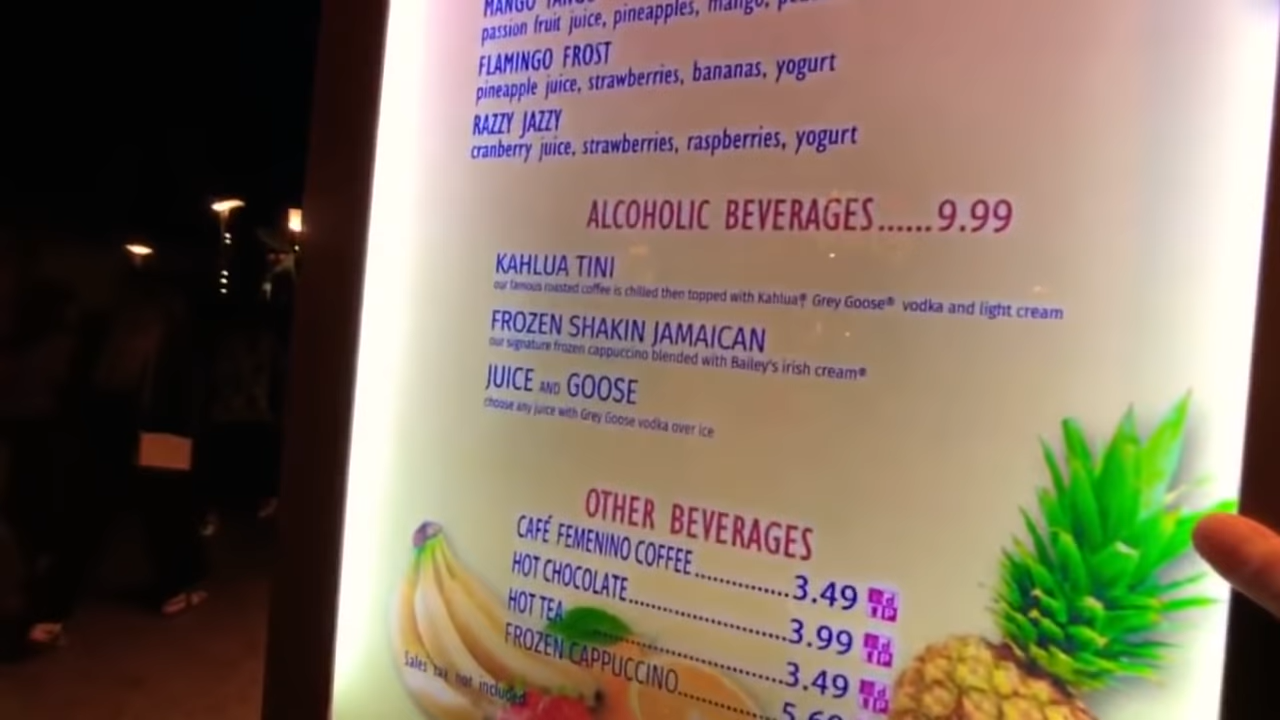 MANGO TANGO
passion fruit juice, pineapples, mango,
FLAMINGO FROST
pineapple juice, strawberries, bananas, yogurt
RAZZY JAZZY
cranberry juice, strawberries, raspberries, yogurt
ALCOHOLIC BEVERAGES......9.99
KAHLUA TINI
our famous roasted coffee is chilled then topped with Kahlua® Grey Goose® vodka and light cream
FROZEN SHAKIN JAMAICAN
our signature frozen cappuccino blended with Bailey's irish cream®
JUICE AND GOOSE
choose any juice with Grey Goose vodka over ice
OTHER BEVERAGES
CAFÉ FEMENINO COFFEE...............3.49
HOT CHOCOLATE.........................3.99
HOT TEA 3.49
FROZEN CAPPUCCINO...............
Sales tax not included